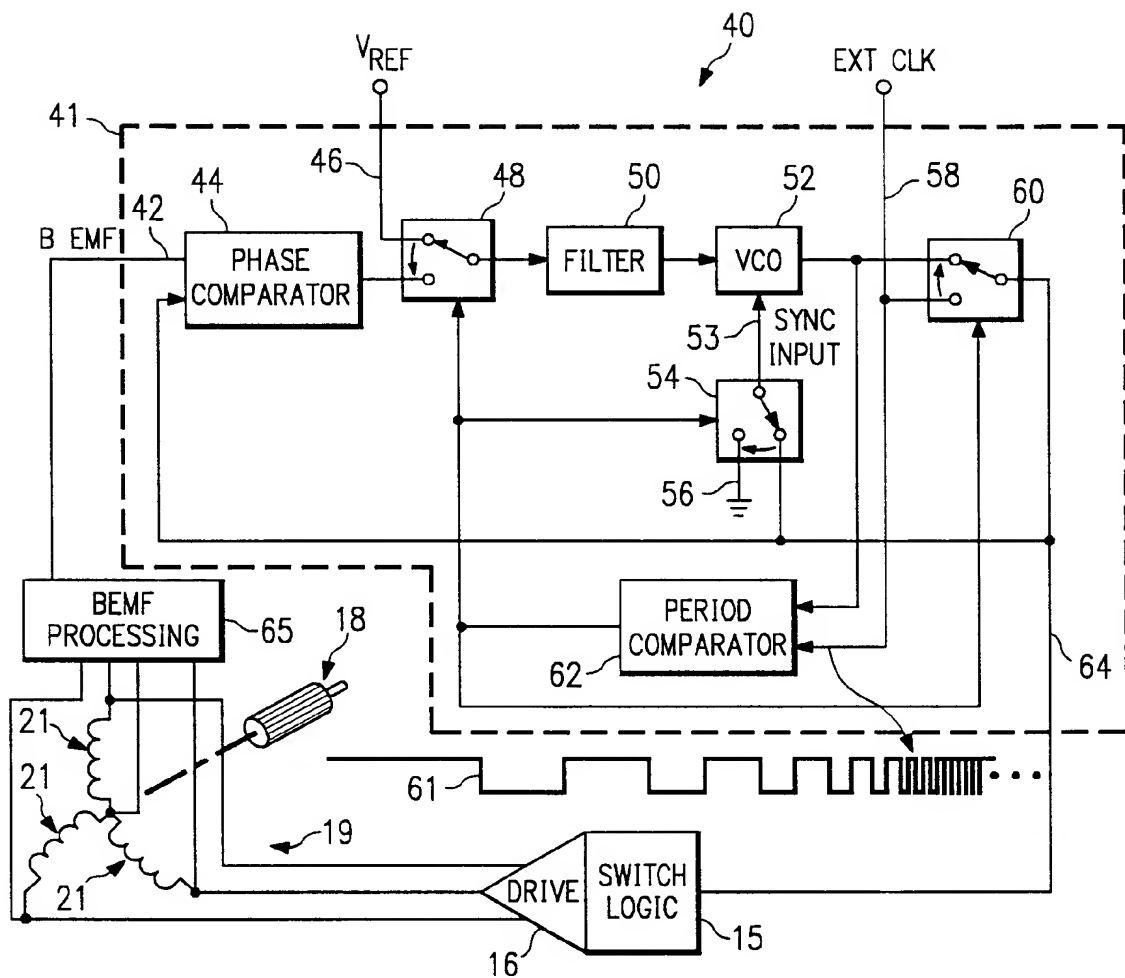 40
V REF
EXT CLK
41
46
44
48
50
52
58
60
B EMF
42
PHASE
COMPARATOR
FILTER
VCO
53
SYNC
INPUT
54
56
BEMF
PROCESSING
65
18
PERIOD
COMPARATOR
62
64
21
21
21
61
19
DRIVE
SWITCH
LOGIC
16
15